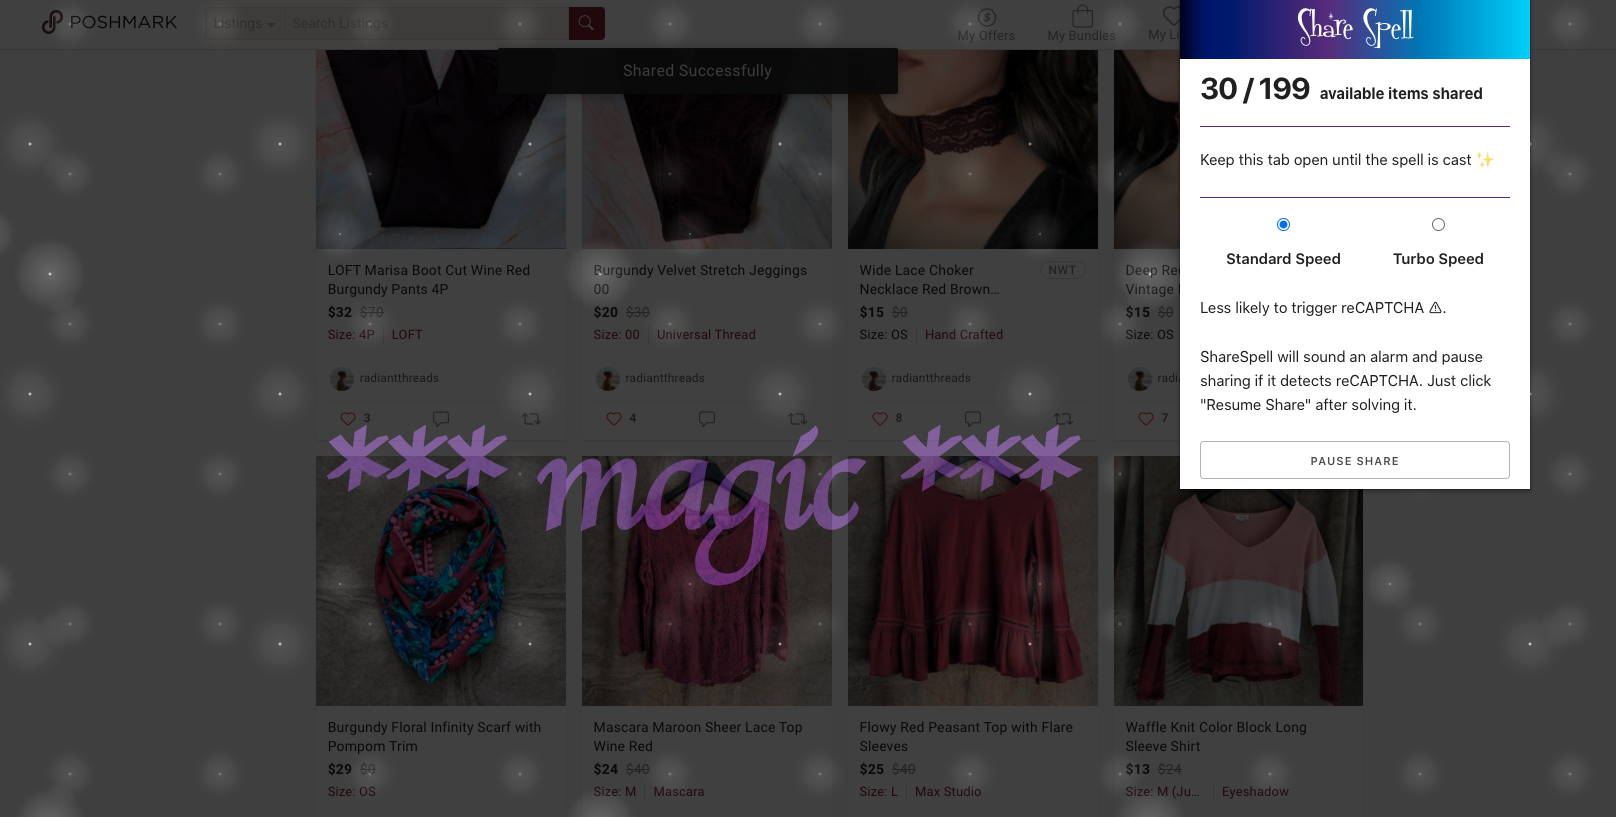 POSHMARK
Listings
Search Listings
My Offers
My Bundles
My Li
Shared Successfully
Share Spell
30 / 199 available items shared
Keep this tab open until the spell is cast ✨
Standard Speed
Turbo Speed
Less likely to trigger reCAPTCHA ⚠.
ShareSpell will sound an alarm and pause
sharing if it detects reCAPTCHA. Just click
"Resume Share" after solving it.
PAUSE SHARE
LOFT Marisa Boot Cut Wine Red
Burgundy Pants 4P
$32 $70
Size: 4P LOFT
radiantthreads
3
Burgundy Velvet Stretch Jeggings
00
$20 $30
Size: 00 Universal Thread
radiantthreads
4
Wide Lace Choker
Necklace Red Brown...
NWT
$15 $0
Size: OS Hand Crafted
radiantthreads
8
Deep Re
Vintage
$15 $0
Size: OS
radi
7
*** magic ***
Burgundy Floral Infinity Scarf with
Pompom Trim
$29 $0
Size: OS
Mascara Maroon Sheer Lace Top
Wine Red
$24 $40
Size: M Mascara
Flowy Red Peasant Top with Flare
Sleeves
$25 $40
Size: L Max Studio
Waffle Knit Color Block Long
Sleeve Shirt
$13 $24
Size: M (Ju... Eyeshadow